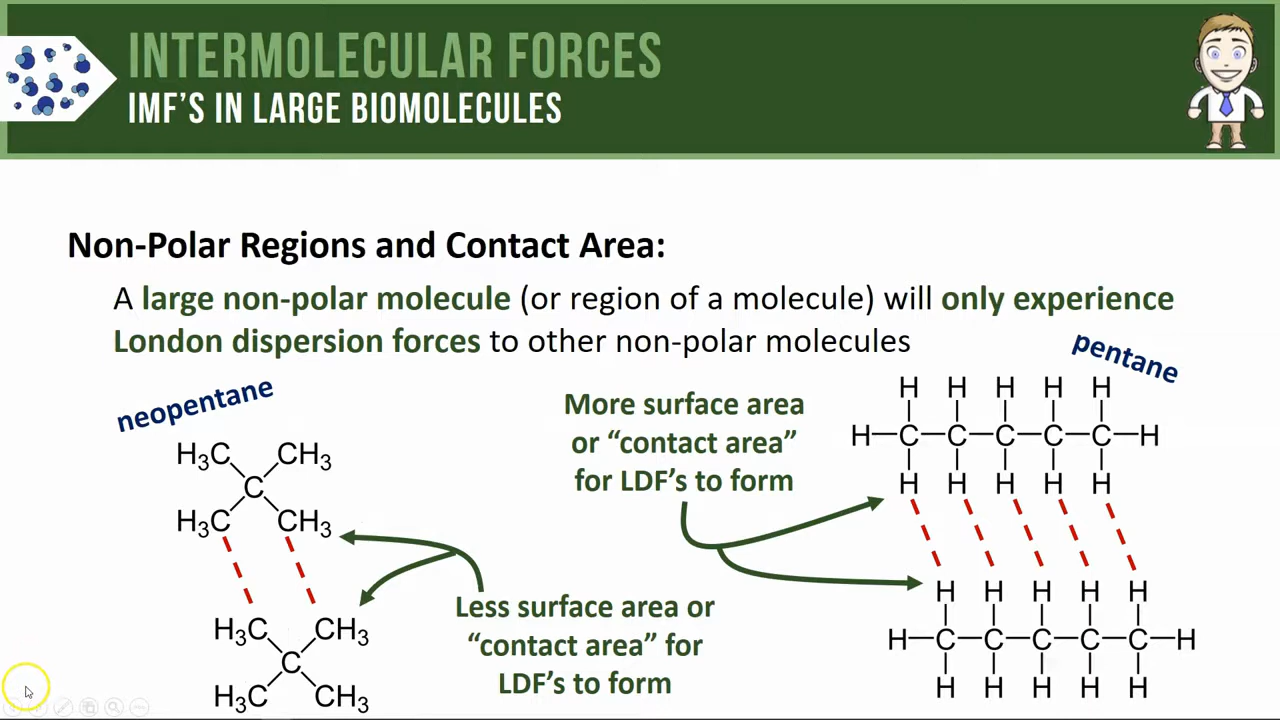 INTERMOLECULAR FORCES
IMF'S IN LARGE BIOMOLECULES
Non-Polar Regions and Contact Area:
A large non-polar molecule (or region of a molecule) will only experience
London dispersion forces to other non-polar molecules
neopentane
H₃C CH₃
C
H₃C CH₃
H₃C CH₃
C
H₃C CH₃
More surface area
or “contact area”
for LDF’s to form
Less surface area or
“contact area” for
LDF’s to form
pentane
H H H H H
H—C—C—C—C—C—H
H H H H H
H H H H H
H—C—C—C—C—C—H
H H H H H